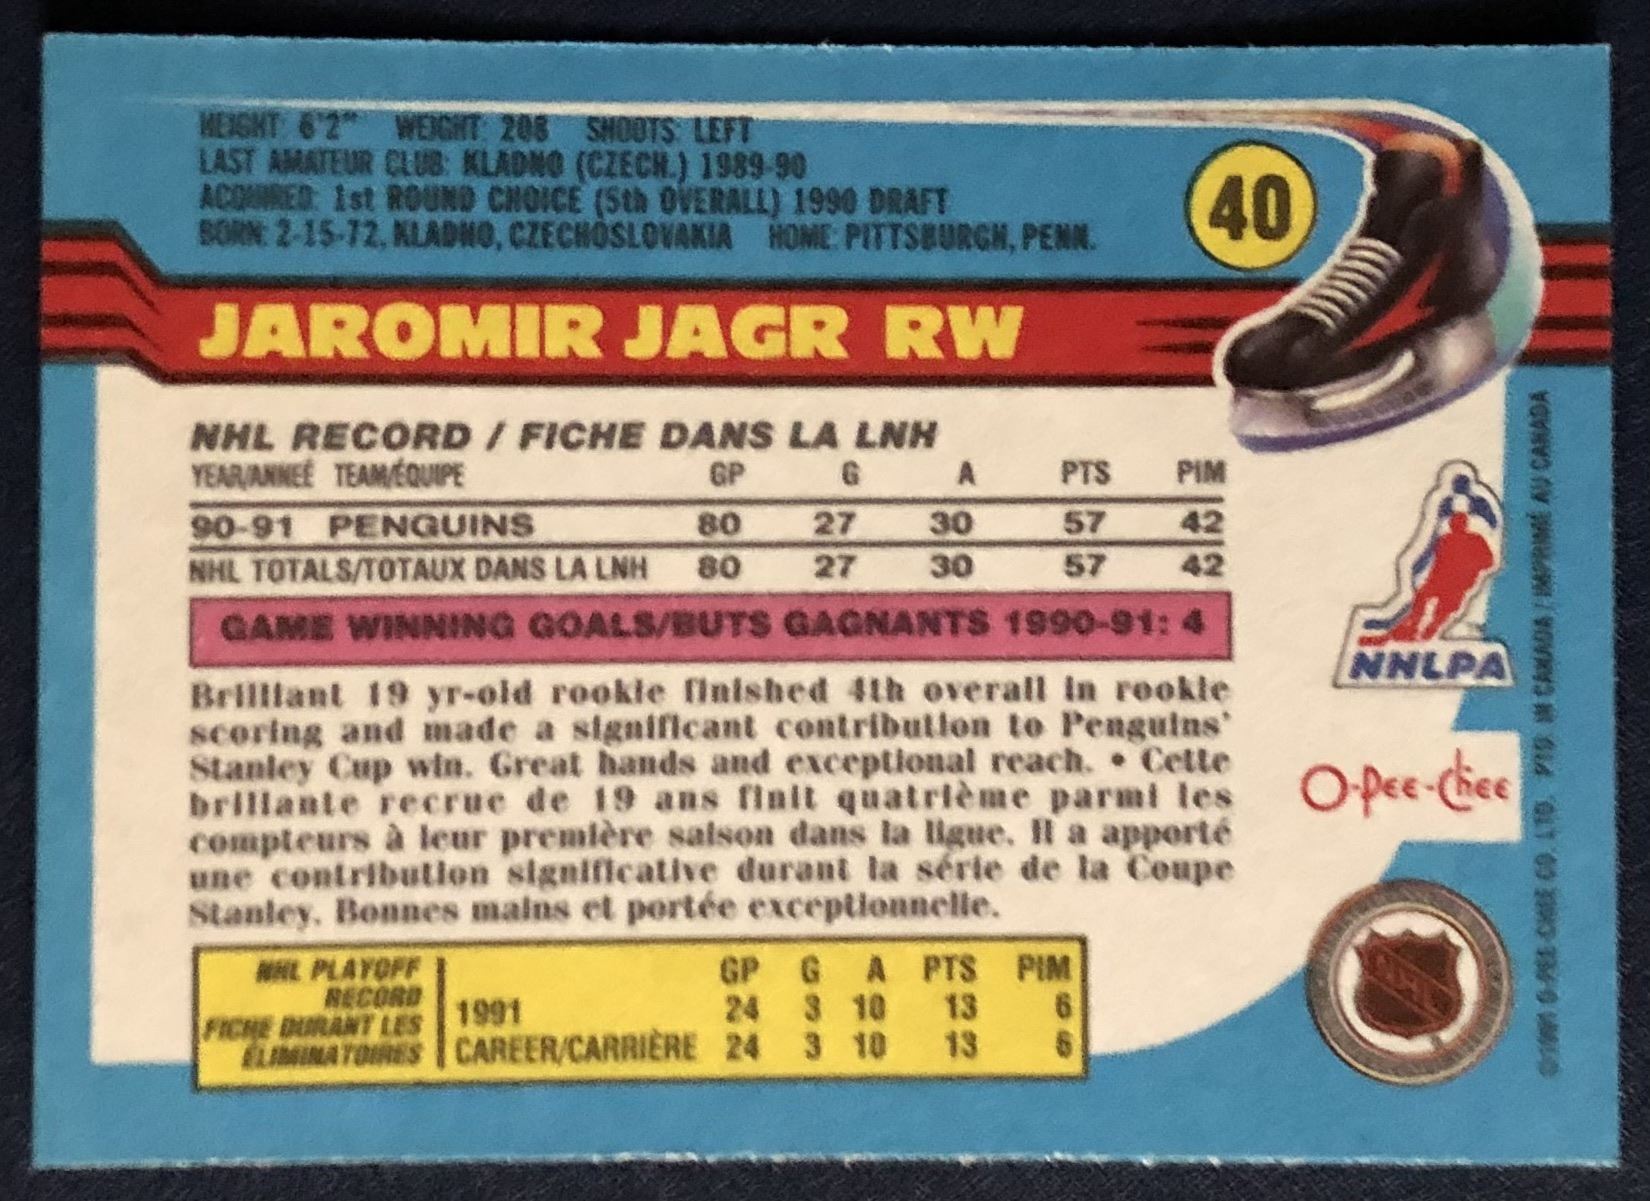 HEIGHT: 6'2" WEIGHT: 208 SHOOTS: LEFT
LAST AMATEUR CLUB: KLADNO (CZECH.) 1989-90
ACQUIRED: 1st ROUND CHOICE (5th OVERALL) 1990 DRAFT
BORN: 2-15-72, KLADNO, CZECHOSLOVAKIA HOME: PITTSBURGH, PENN.
40
JAROMIR JAGR RW
NHL RECORD / FICHE DANS LA LNH
YEAR/ANNEÉ TEAM/ÉQUIPE GP G A PTS PIM
90-91 PENGUINS 80 27 30 57 42
NHL TOTALS/TOTAUX DANS LA LNH 80 27 30 57 42
GAME WINNING GOALS/BUTS GAGNANTS 1990-91: 4
Brilliant 19 yr-old rookie finished 4th overall in rookie
scoring and made a significant contribution to Penguins'
Stanley Cup win. Great hands and exceptional reach. • Cette
brillante recrue de 19 ans finit quatrième parmi les
compteurs à leur première saison dans la ligue. Il a apporté
une contribution significative durant la série de la Coupe
Stanley. Bonnes mains et portée exceptionnelle.
NHL PLAYOFF
RECORD
FICHE DURANT LES
ÉLIMINATOIRES
GP G A PTS PIM
1991 24 3 10 13 6
CAREER/CARRIÈRE 24 3 10 13 6
NHLPA
O-Pee-Chee
NHL
O-PEE-CHEE CO. LTD. PTD. IN CANADA / IMPRIMÉ AU CANADA